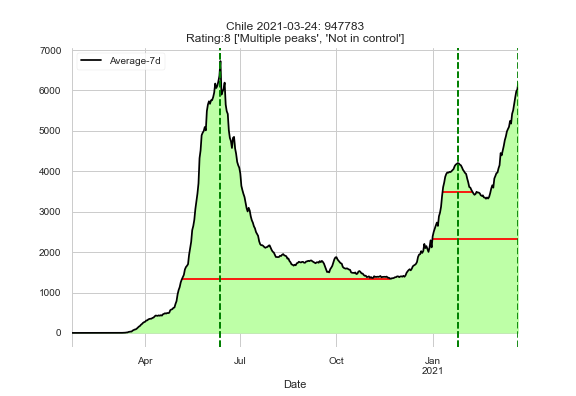 Chile 2021-03-24: 947783
Rating:8 ['Multiple peaks', 'Not in control']
7000
Average-7d
6000
5000
4000
3000
2000
1000
0
Apr
Jul
Oct
Jan
2021
Date